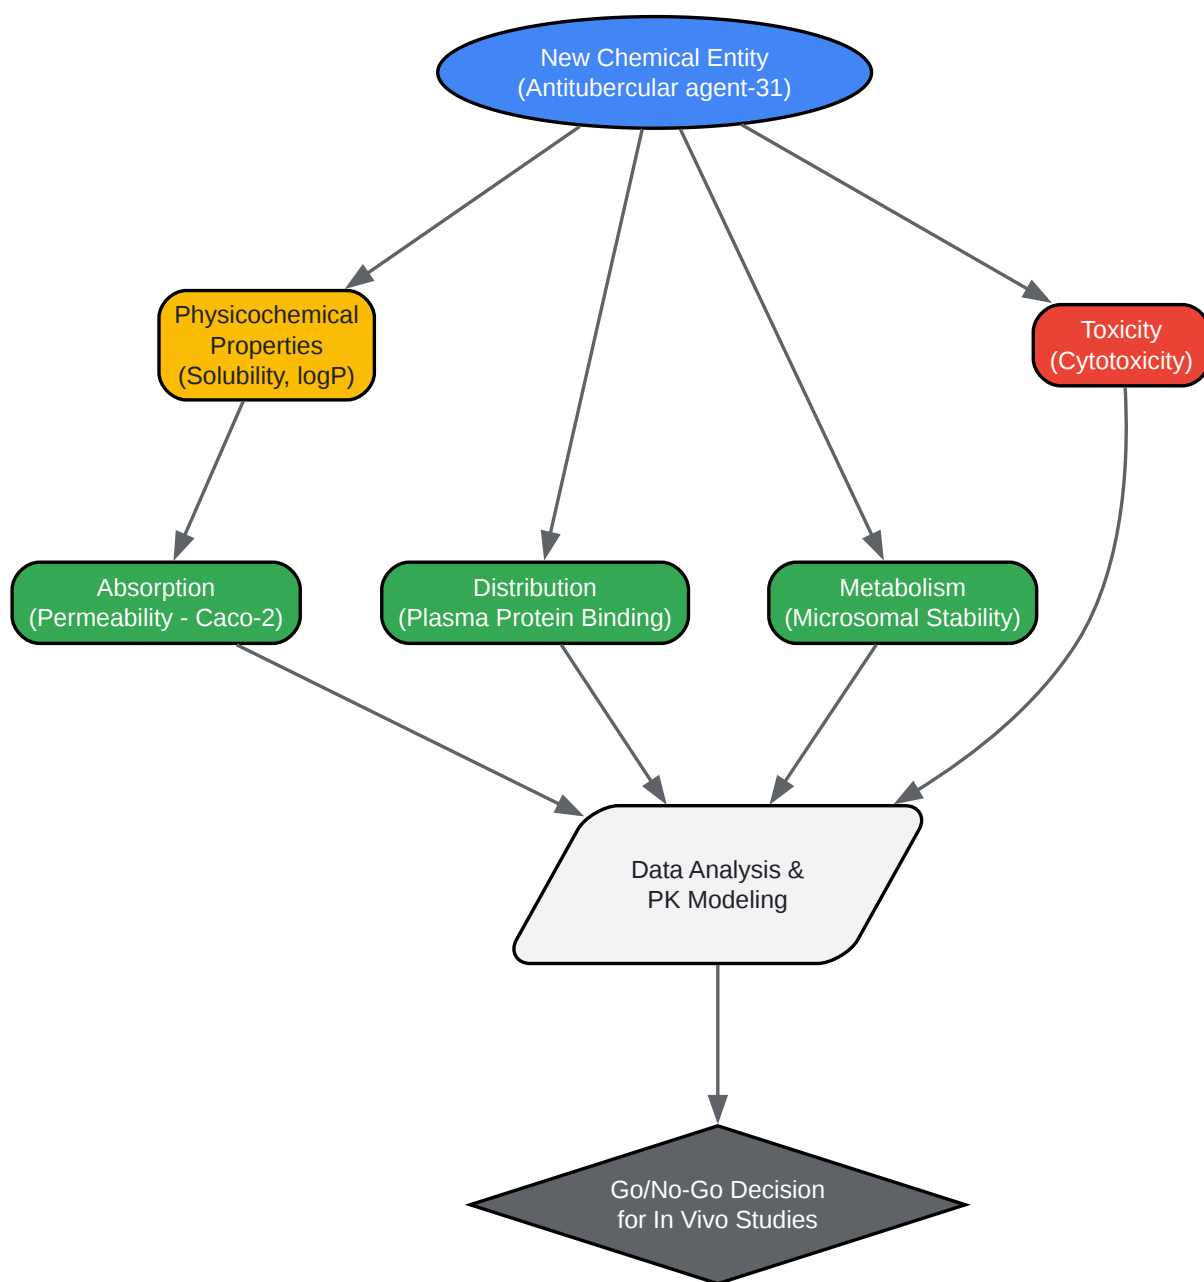 New Chemical Entity
(Antitubercular agent-31)
Physicochemical
Properties
(Solubility, logP)
Toxicity
(Cytotoxicity)
Absorption
(Permeability - Caco-2)
Distribution
(Plasma Protein Binding)
Metabolism
(Microsomal Stability)
Data Analysis &
PK Modeling
Go/No-Go Decision
for In Vivo Studies